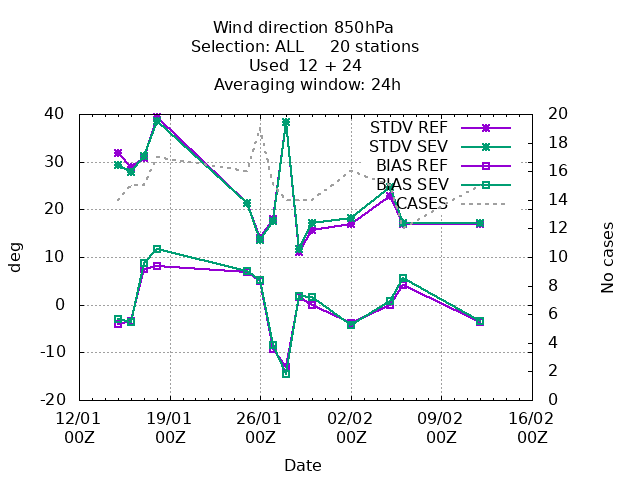 Wind direction 850hPa
Selection: ALL     20 stations
Used  12 + 24
Averaging window: 24h
STDV REF
STDV SEV
BIAS REF
BIAS SEV
CASES
40
30
20
10
0
-10
-20
deg
20
18
16
14
12
10
8
6
4
2
0
No cases
12/01 19/01 26/01 02/02 09/02 16/02
00Z 00Z 00Z 00Z 00Z 00Z
Date